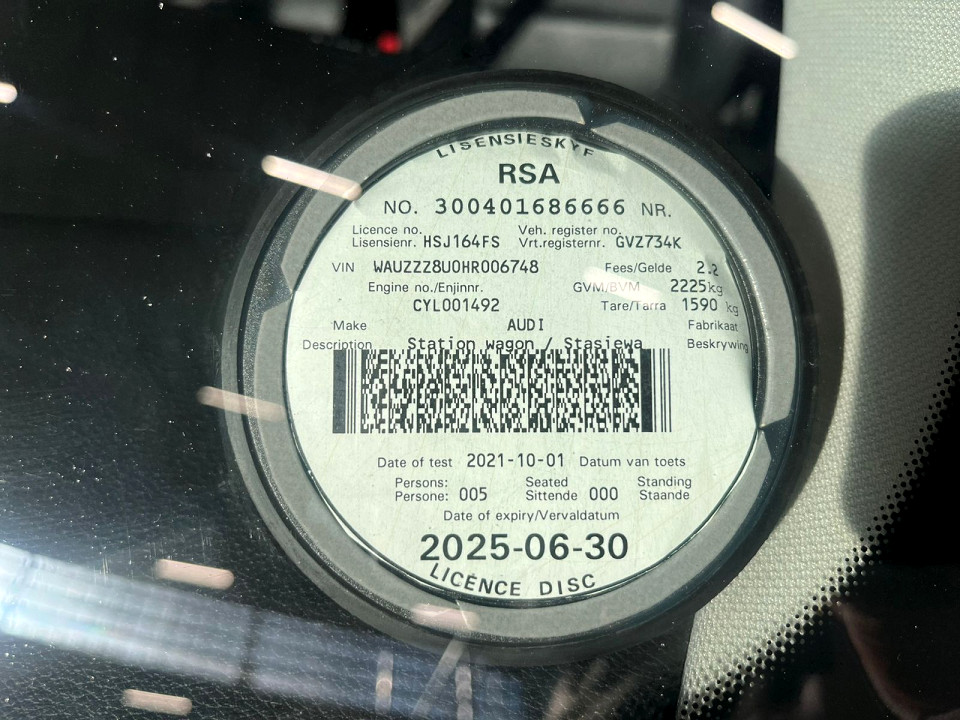 LISENSIESKYF
RSA
NO. 300401686666 NR.
Licence no. Veh. register no.
Lisensienr. HSJ164FS Vrt.registernr. GVZ734K
VIN WAUZZZ8U0HR006748 Fees/Gelde 2.2
Engine no./Enjinnr. GVM/BVM 2225kg
CYL001492 Tare/Tarra 1590 kg
Make AUDI Fabrikaat
Description Station wagon / Stasiewa Beskrywing
Date of test 2021-10-01 Datum van toets
Persons: Seated Standing
Persone: 005 Sittende 000 Staande
Date of expiry/Vervaldatum
2025-06-30
LICENCE DISC